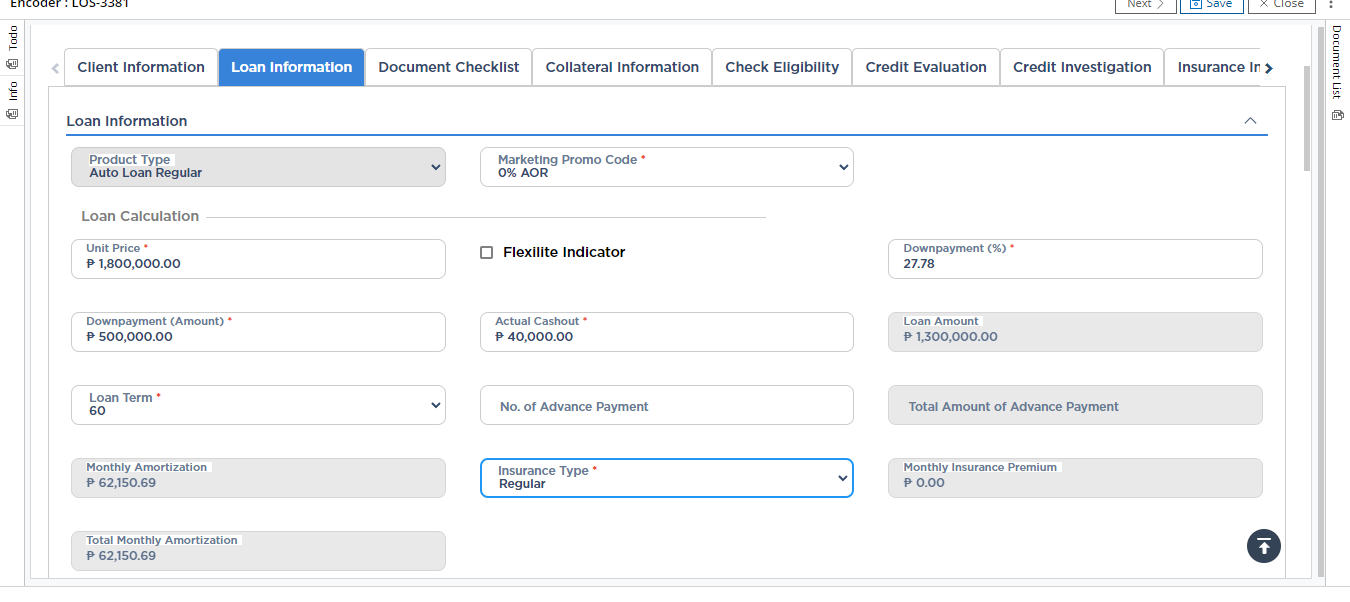 Encoder : LOS-3381
Next
Save
Close
Todo
Info
Document List
Client Information
Loan Information
Document Checklist
Collateral Information
Check Eligibility
Credit Evaluation
Credit Investigation
Insurance In
Loan Information
Product Type
Auto Loan Regular
Marketing Promo Code *
0% AOR
Loan Calculation
Unit Price *
₱ 1,800,000.00
Flexilite Indicator
Downpayment (%) *
27.78
Downpayment (Amount) *
₱ 500,000.00
Actual Cashout *
₱ 40,000.00
Loan Amount
₱ 1,300,000.00
Loan Term *
60
No. of Advance Payment
Total Amount of Advance Payment
Monthly Amortization
₱ 62,150.69
Insurance Type *
Regular
Monthly Insurance Premium
₱ 0.00
Total Monthly Amortization
₱ 62,150.69